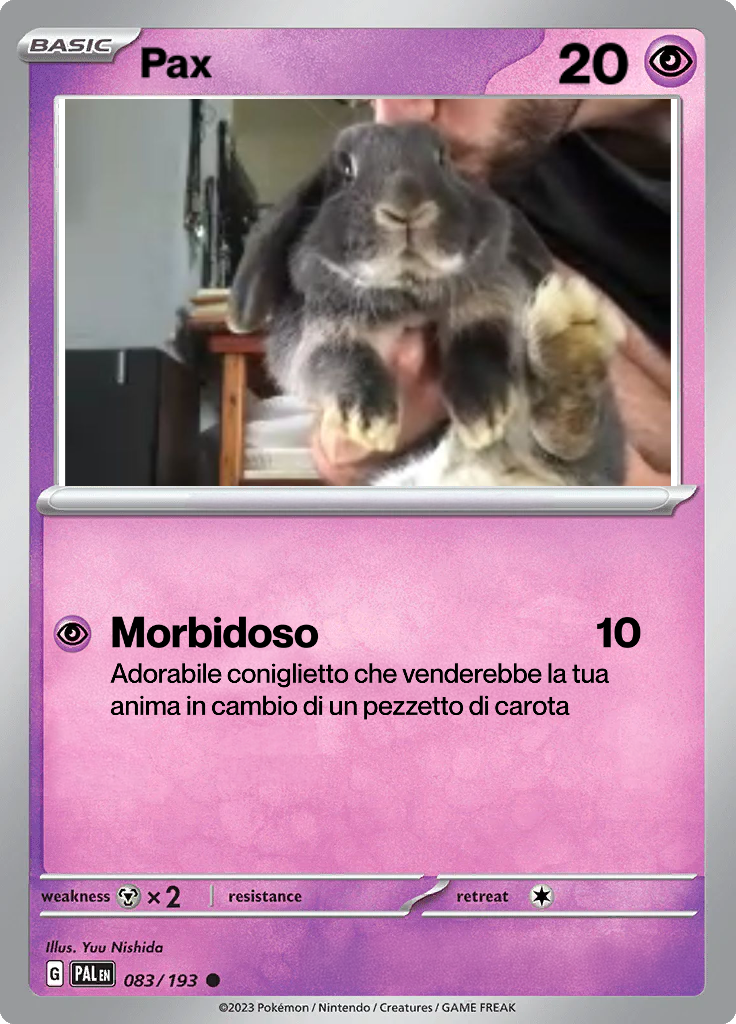 BASIC
Pax
20
Morbidoso 10
Adorabile coniglietto che venderebbe la tua
anima in cambio di un pezzetto di carota
weakness ×2 resistance retreat
Illus. Yuu Nishida
G PAL EN 083/193
©2023 Pokémon / Nintendo / Creatures / GAME FREAK